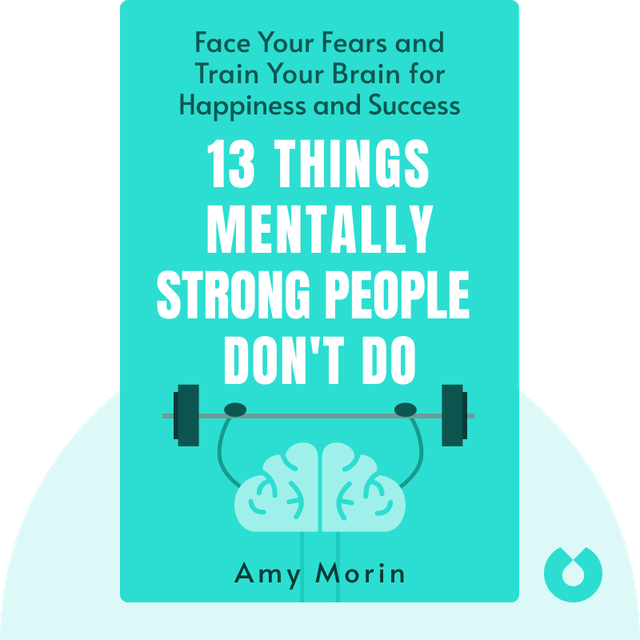 Face Your Fears and
Train Your Brain for
Happiness and Success
13 THINGS
MENTALLY
STRONG PEOPLE
DON'T DO
Amy Morin